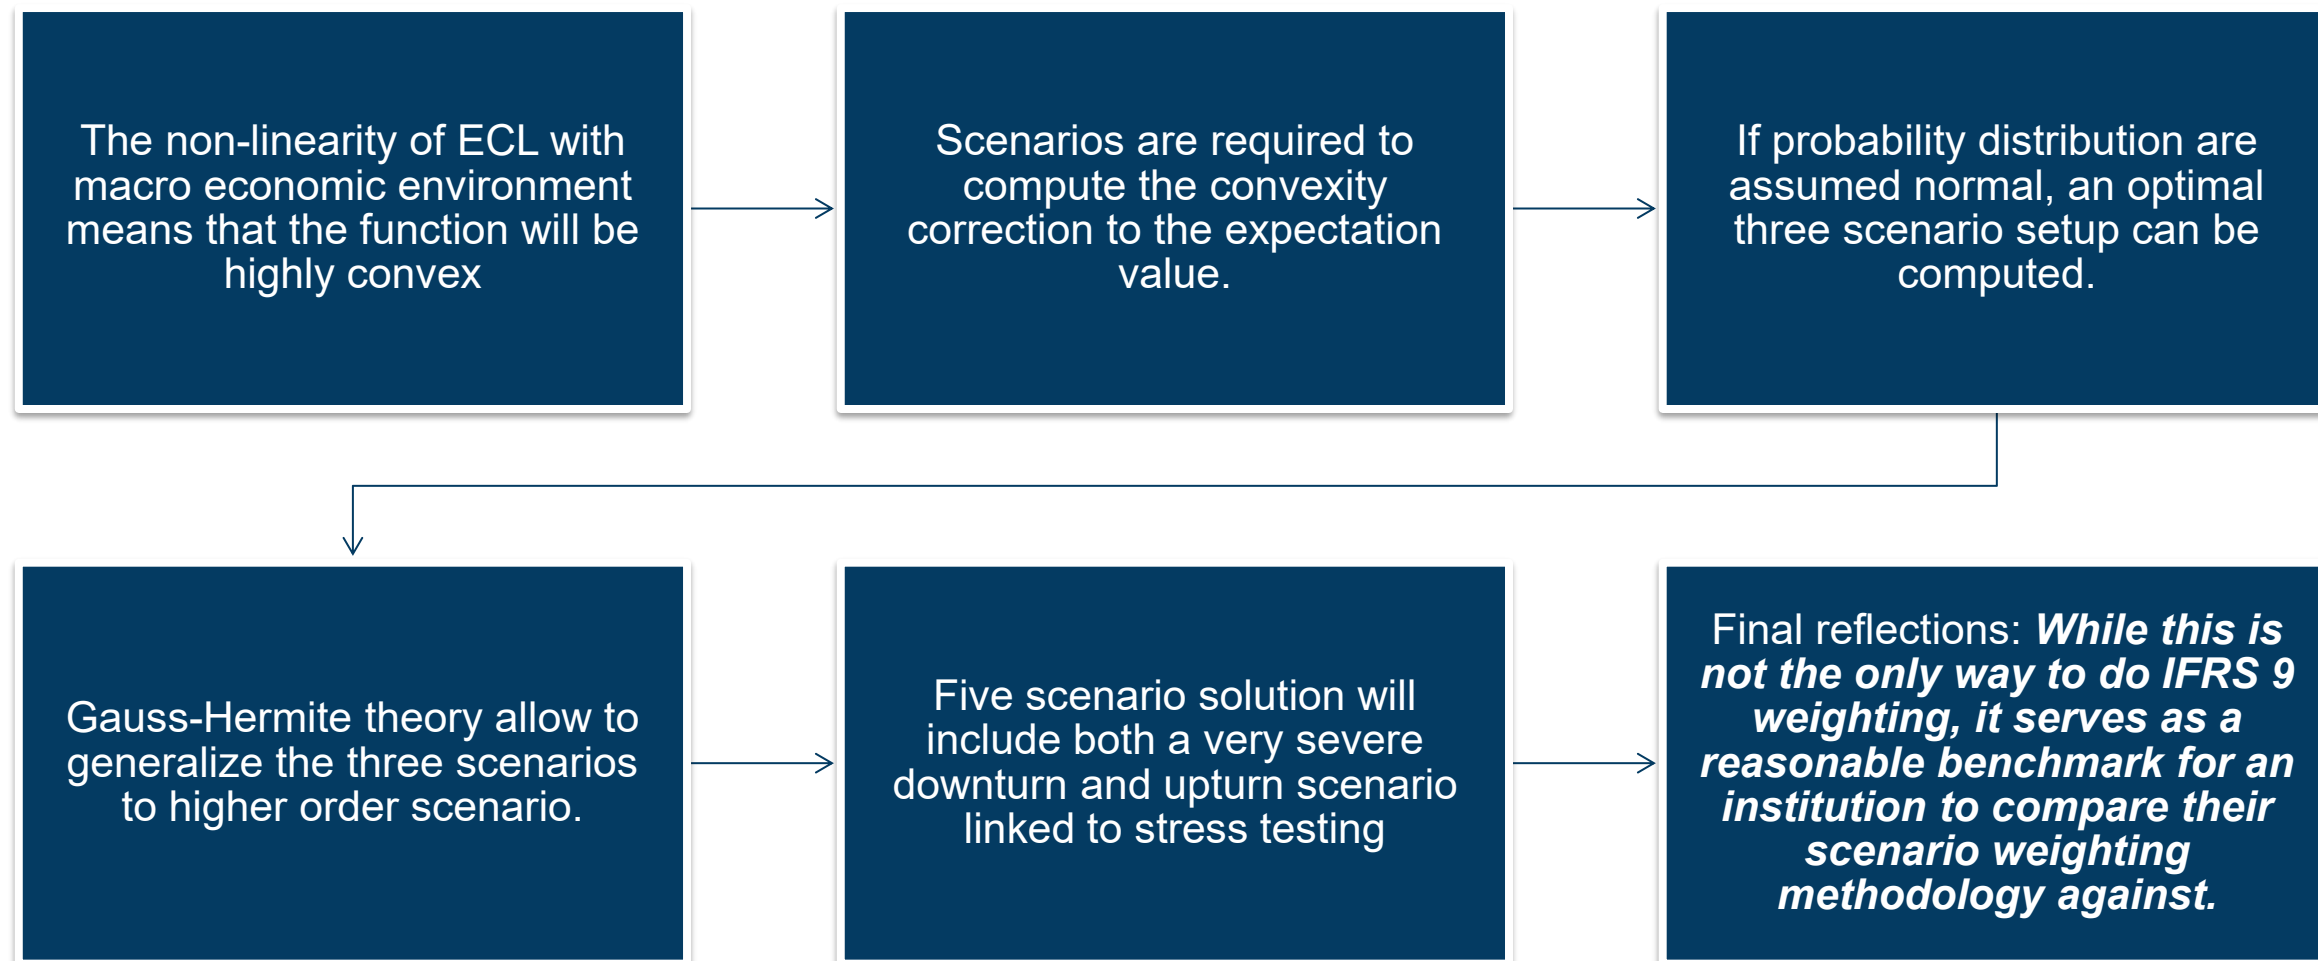 The non-linearity of ECL with
macro economic environment
means that the function will be
highly convex
Scenarios are required to
compute the convexity
correction to the expectation
value.
If probability distribution are
assumed normal, an optimal
three scenario setup can be
computed.
Gauss-Hermite theory allow to
generalize the three scenarios
to higher order scenario.
Five scenario solution will
include both a very severe
downturn and upturn scenario
linked to stress testing
Final reflections: While this is
not the only way to do IFRS 9
weighting, it serves as a
reasonable benchmark for an
institution to compare their
scenario weighting
methodology against.